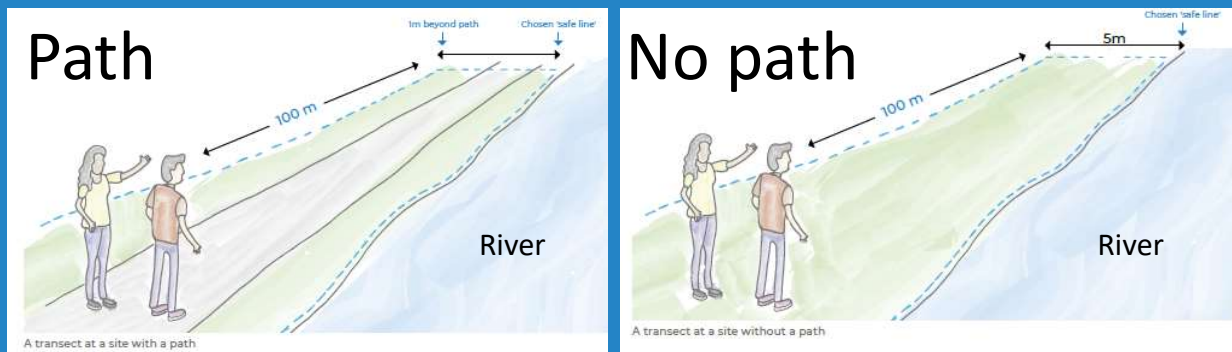 1m beyond path
Chosen 'safe line'
Path
100 m
River
A transect at a site with a path
Chosen 'safe line'
5m
No path
100 m
River
A transect at a site without a path